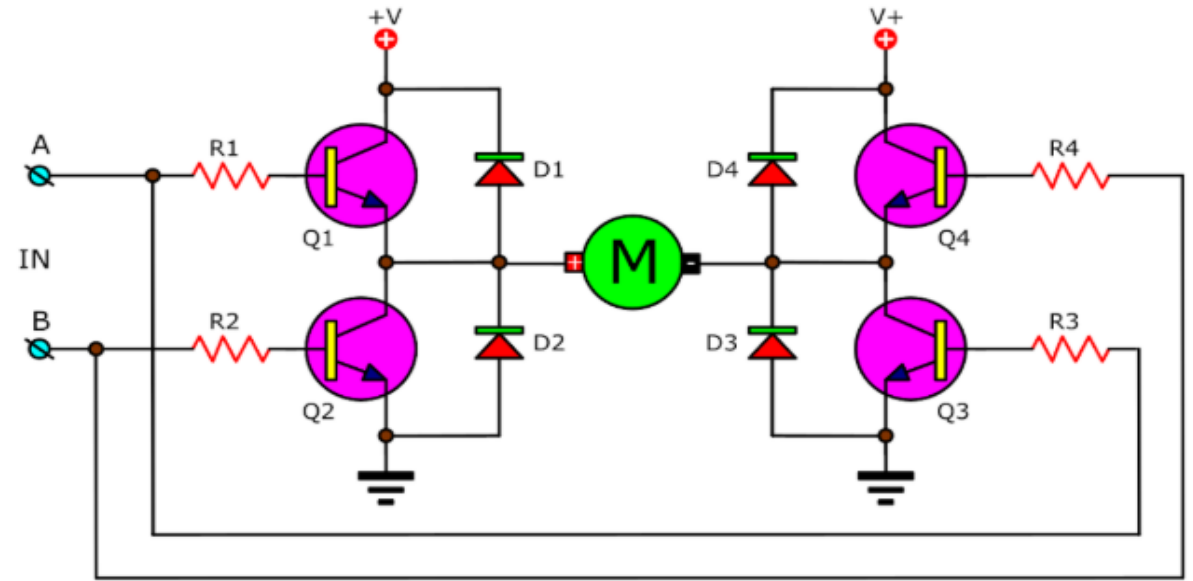 +V V+
A R1 D1 D4 R4
Q1 Q4
IN + M -
B R2 D2 D3 R3
Q2 Q3